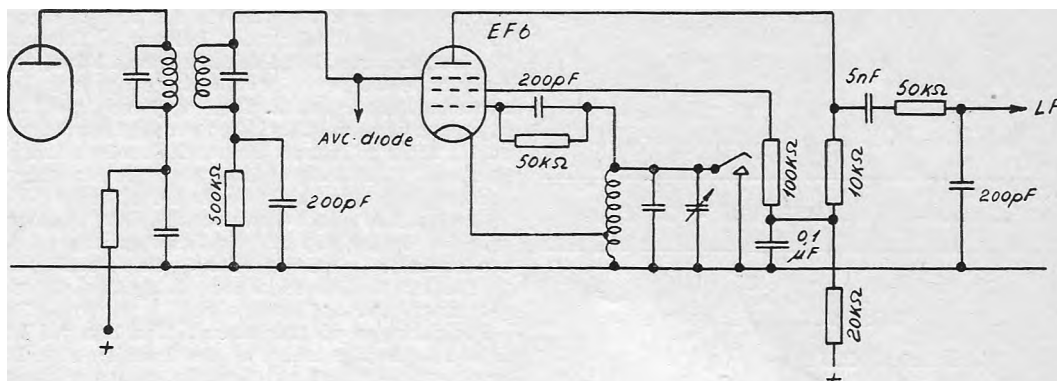 EF6
200pF
5nF
50KΩ
LF
AVC-diode
50KΩ
500KΩ
200pF
100KΩ
10KΩ
200pF
0,1
µF
20KΩ
+
+